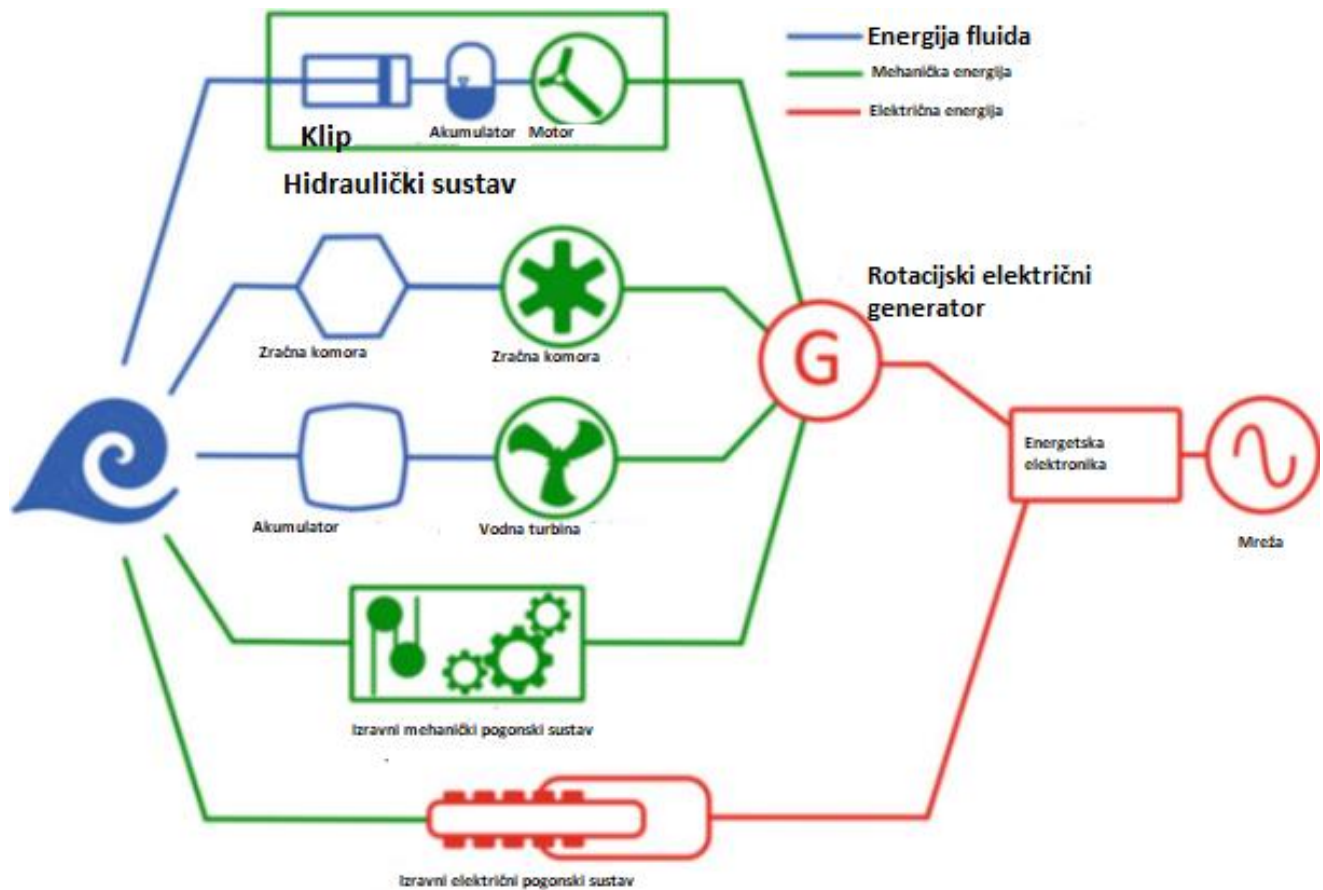 Energija fluida
Mehanička energija
Električna energija
Klip
Akumulator
Motor
Hidraulički sustav
Zračna komora
Zračna komora
Rotacijski električni
generator
G
Energetska
elektronika
Mreža
Akumulator
Vodna turbina
Izravni mehanički pogonski sustav
Izravni električni pogonski sustav